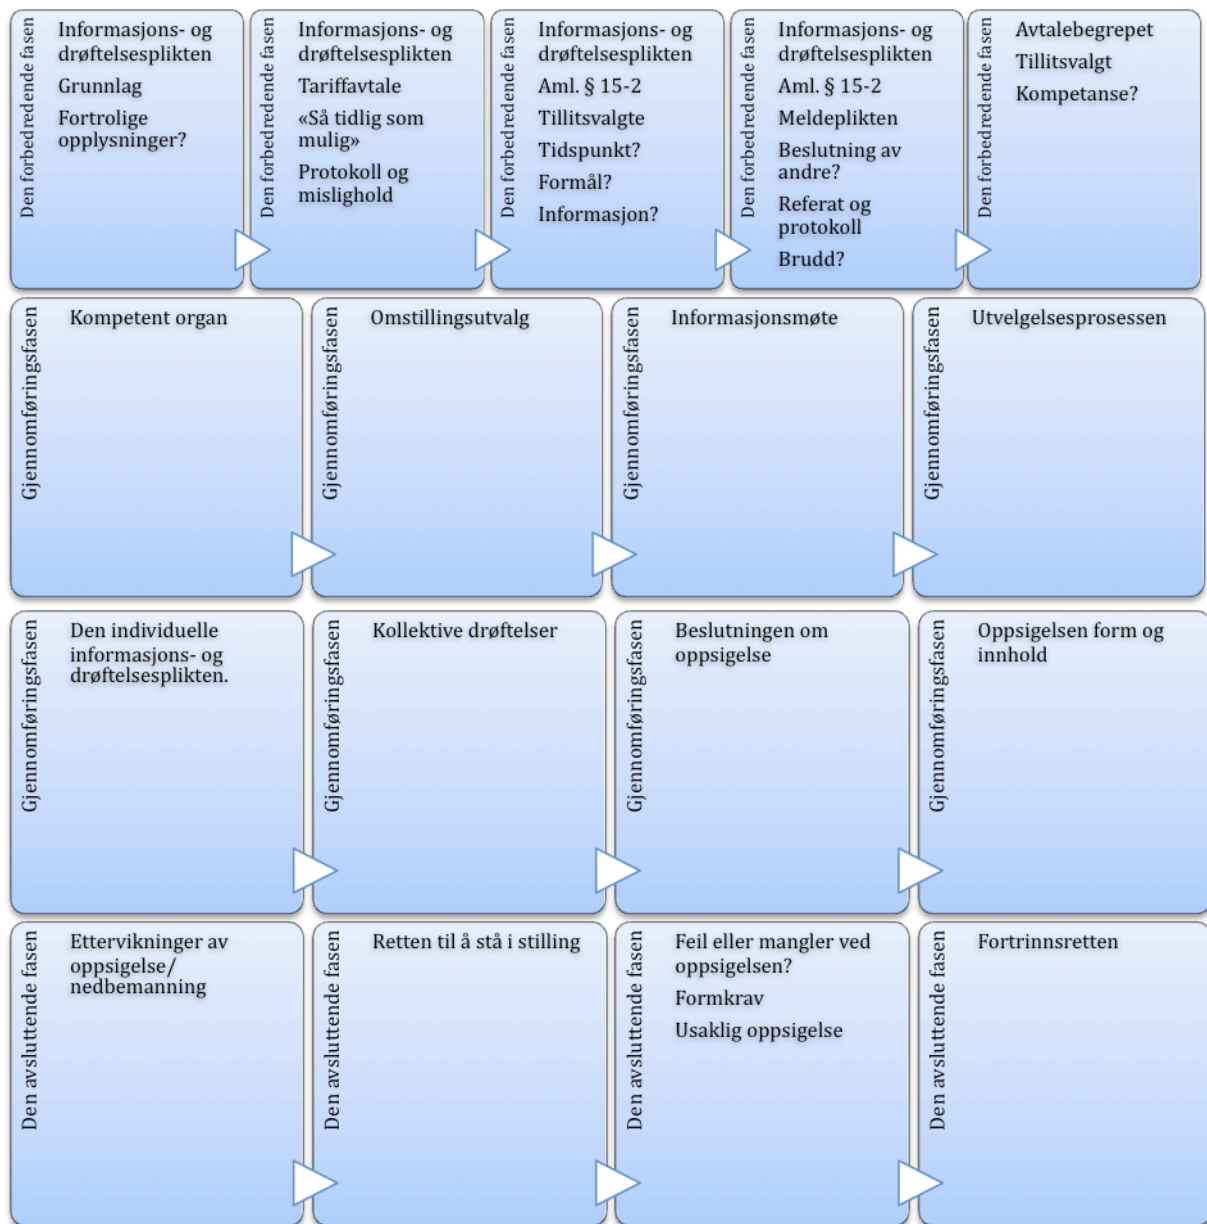 Den forbedredende fasen
Informasjons- og
drøftelsesplikten
Grunnlag
Fortrolige
opplysninger?
Den forbedredende fasen
Informasjons- og
drøftelsesplikten
Tariffavtale
«Så tidlig som
mulig»
Protokoll og
mislighold
Den forbedredende fasen
Informasjons- og
drøftelsesplikten
Aml. § 15-2
Tillitsvalgte
Tidspunkt?
Formål?
Informasjon?
Den forbedredende fasen
Informasjons- og
drøftelsesplikten
Aml. § 15-2
Meldeplikten
Beslutning av
andre?
Referat og
protokoll
Brudd?
Den forbedredende fasen
Avtalebegrepet
Tillitsvalgt
Kompetanse?
Gjennomføringsfasen
Kompetent organ
Gjennomføringsfasen
Omstillingsutvalg
Gjennomføringsfasen
Informasjonsmøte
Gjennomføringsfasen
Utvelgelsesprosessen
Gjennomføringsfasen
Den individuelle
informasjons- og
drøftelsesplikten.
Gjennomføringsfasen
Kollektive drøftelser
Gjennomføringsfasen
Beslutningen om
oppsigelse
Gjennomføringsfasen
Oppsigelsen form og
innhold
Den avsluttende fasen
Ettervikninger av
oppsigelse/
nedbemanning
Den avsluttende fasen
Retten til å stå i stilling
Den avsluttende fasen
Feil eller mangler ved
oppsigelsen?
Formkrav
Usaklig oppsigelse
Den avsluttende fasen
Fortrinnsretten